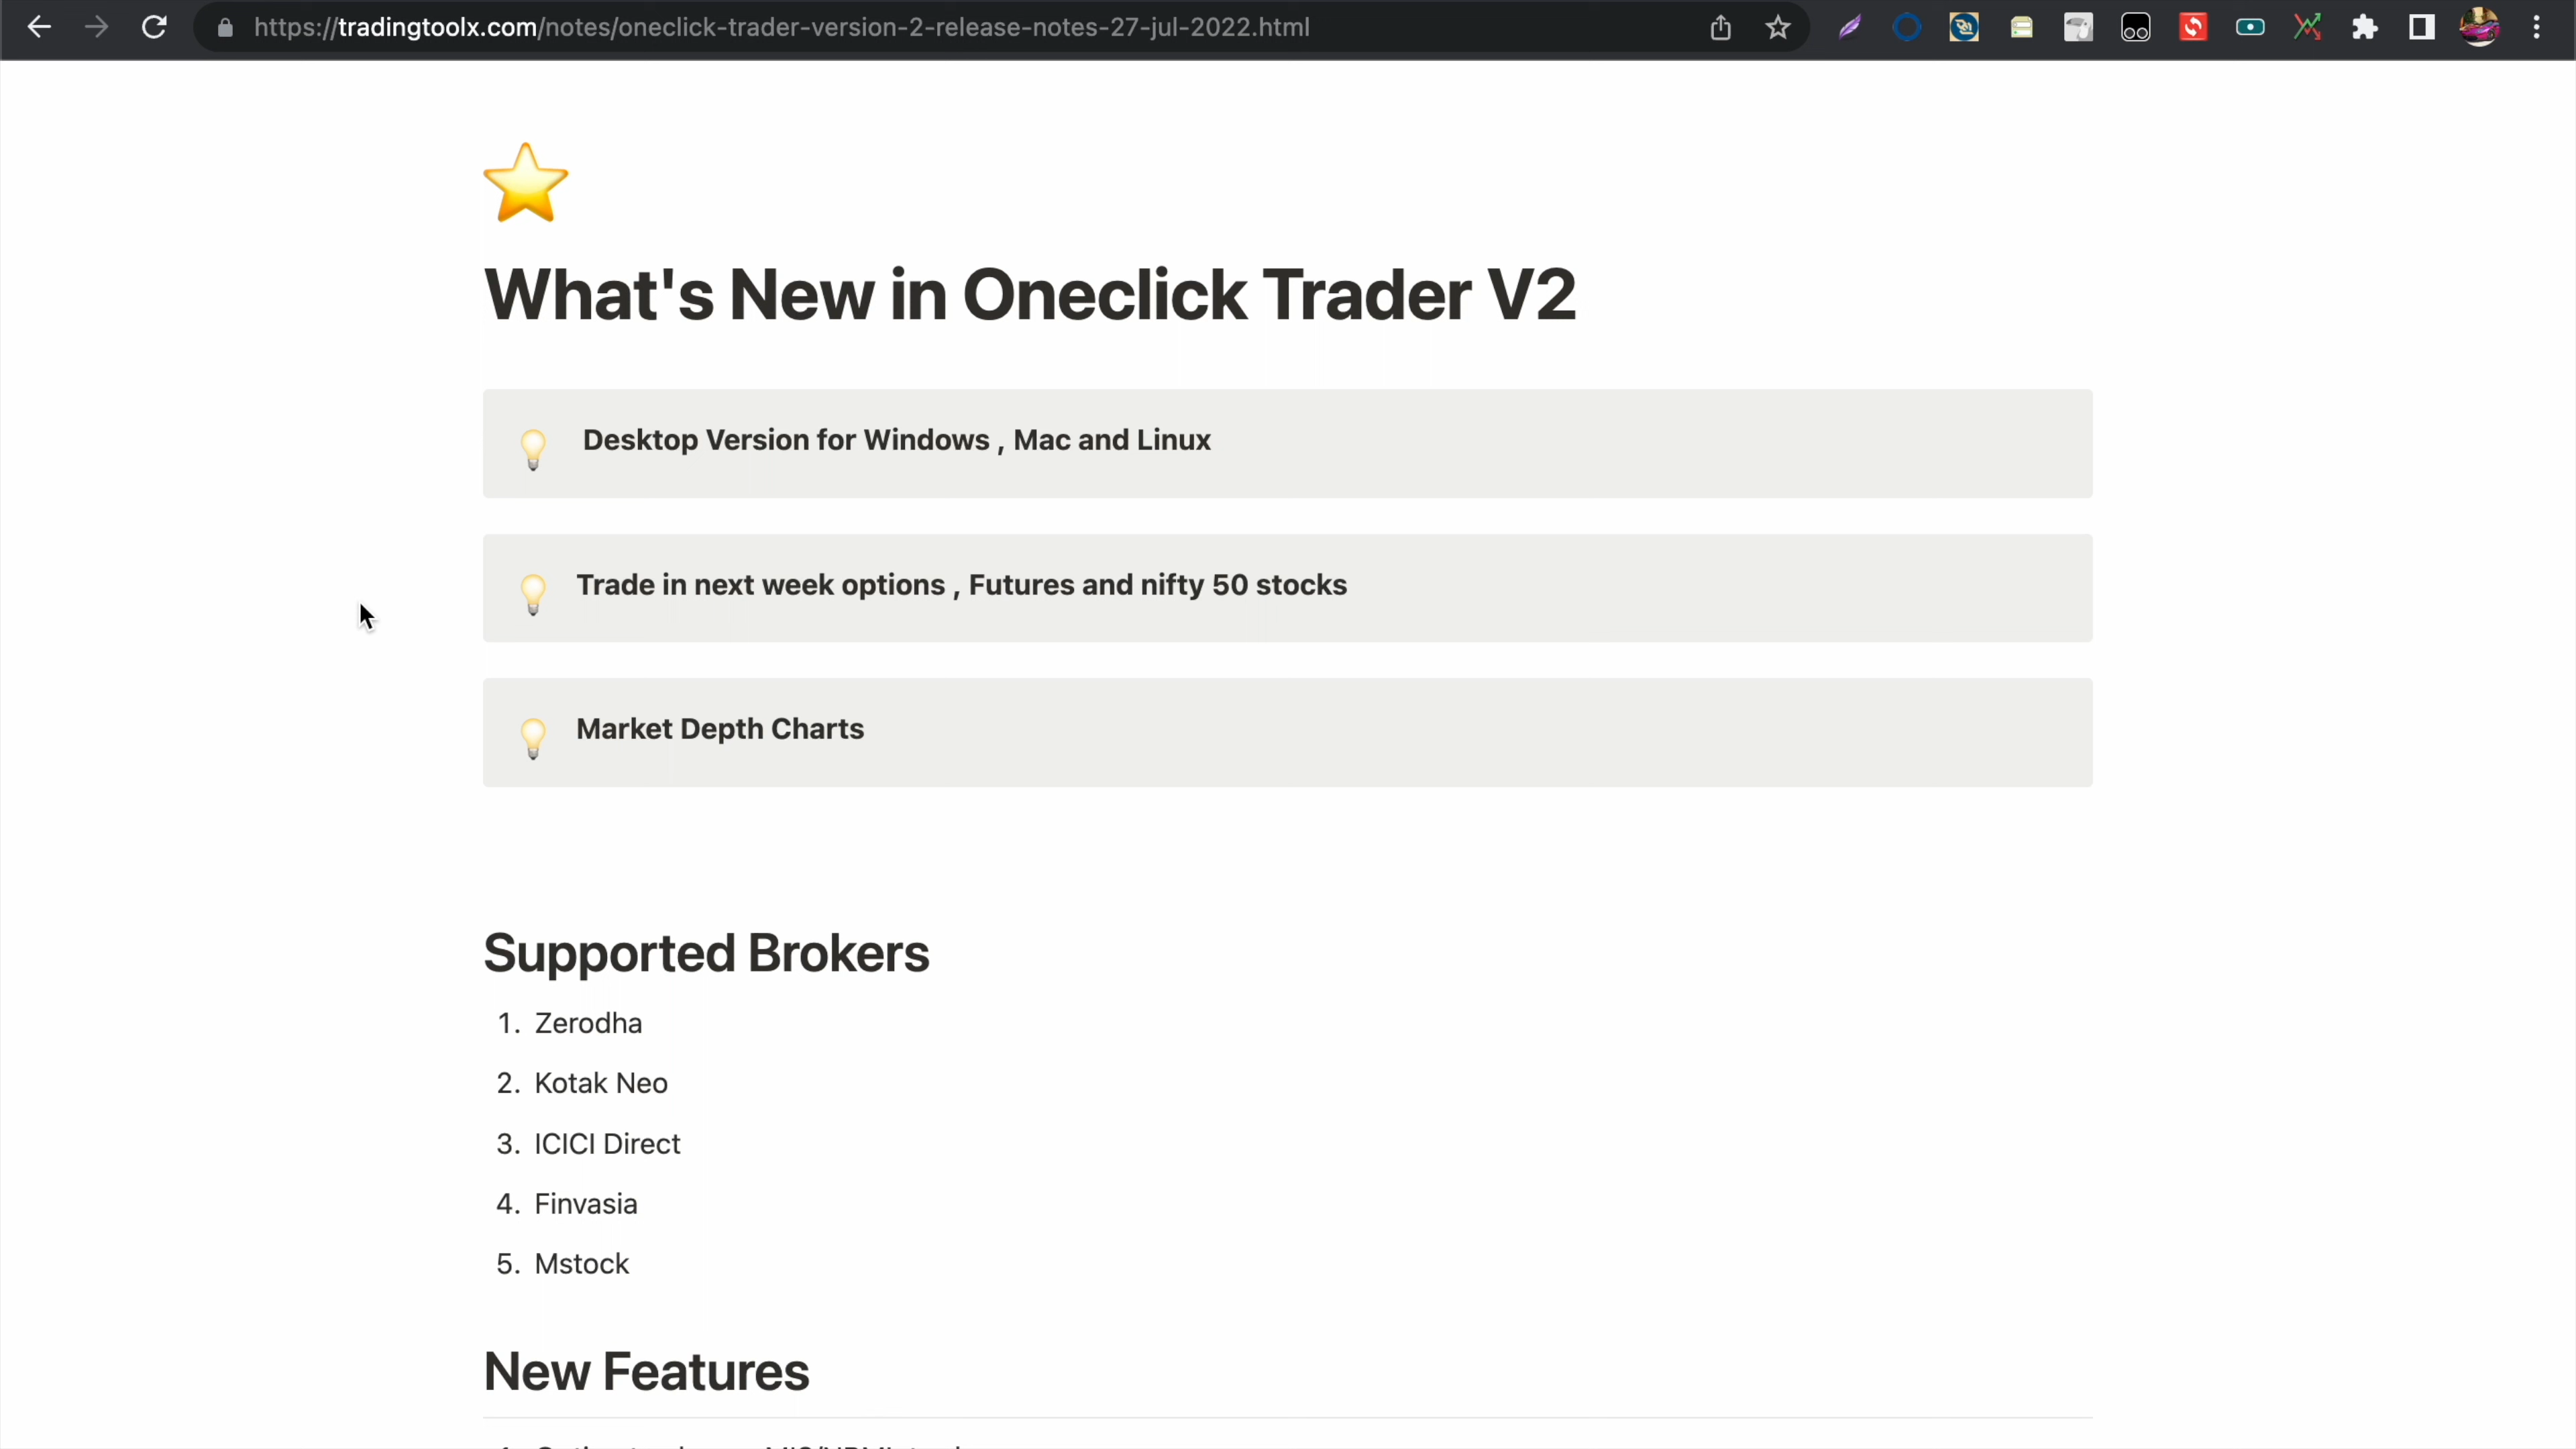 https://tradingtoolx.com/notes/oneclick-trader-version-2-release-notes-27-jul-2022.html
What's New in Oneclick Trader V2
Desktop Version for Windows , Mac and Linux
Trade in next week options , Futures and nifty 50 stocks
Market Depth Charts
Supported Brokers
1. Zerodha
2. Kotak Neo
3. ICICI Direct
4. Finvasia
5. Mstock
New Features